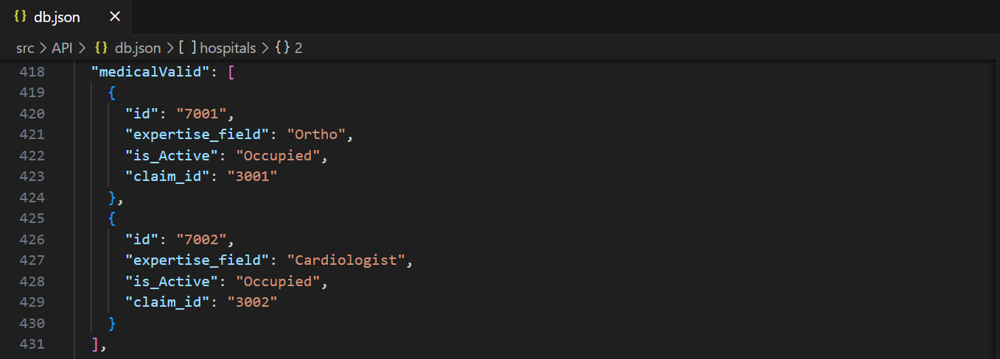 {} db.json ×
src > API > {} db.json > [ ] hospitals > {} 2
418 "medicalValid": [
419 {
420 "id": "7001",
421 "expertise_field": "Ortho",
422 "is_Active": "Occupied",
423 "claim_id": "3001"
424 },
425 {
426 "id": "7002",
427 "expertise_field": "Cardiologist",
428 "is_Active": "Occupied",
429 "claim_id": "3002"
430 }
431 ],